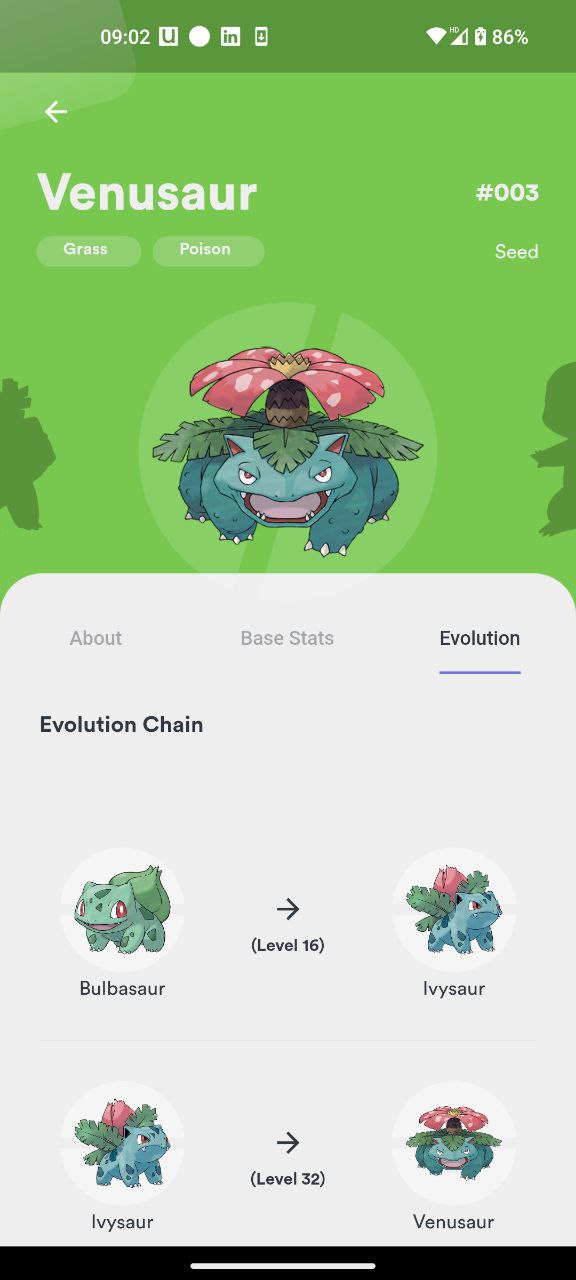 09:02 HD 86%
Venusaur #003
Grass Poison Seed
About Base Stats Evolution
Evolution Chain
(Level 16)
Bulbasaur Ivysaur
(Level 32)
Ivysaur Venusaur